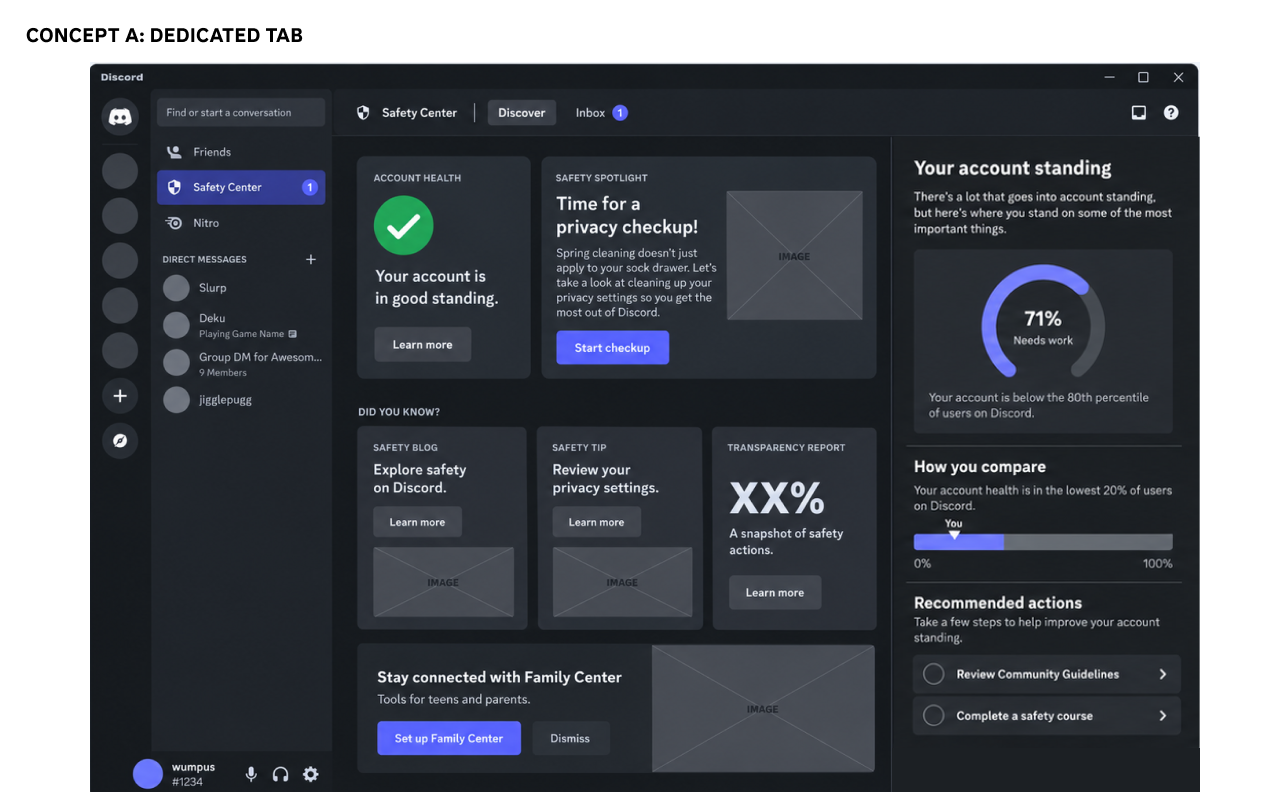 CONCEPT A: DEDICATED TAB
Discord
Find or start a conversation
Friends
Safety Center
1
Nitro
DIRECT MESSAGES
Slurp
Deku
Playing Game Name
Group DM for Awesom...
9 Members
jigglepugg
wumpus
#1234
Safety Center
Discover
Inbox
1
ACCOUNT HEALTH
Your account is
in good standing.
Learn more
SAFETY SPOTLIGHT
Time for a
privacy checkup!
Spring cleaning doesn't just
apply to your sock drawer. Let's
take a look at cleaning up your
privacy settings so you get the
most out of Discord.
Start checkup
IMAGE
DID YOU KNOW?
SAFETY BLOG
Explore safety
on Discord.
Learn more
IMAGE
SAFETY TIP
Review your
privacy settings.
Learn more
IMAGE
TRANSPARENCY REPORT
XX%
A snapshot of safety
actions.
Learn more
Stay connected with Family Center
Tools for teens and parents.
Set up Family Center
Dismiss
IMAGE
Your account standing
There's a lot that goes into account standing,
but here's where you stand on some of the most
important things.
71%
Needs work
Your account is below the 80th percentile
of users on Discord.
How you compare
Your account health is in the lowest 20% of users
on Discord.
You
0%
100%
Recommended actions
Take a few steps to help improve your account
standing.
Review Community Guidelines
Complete a safety course